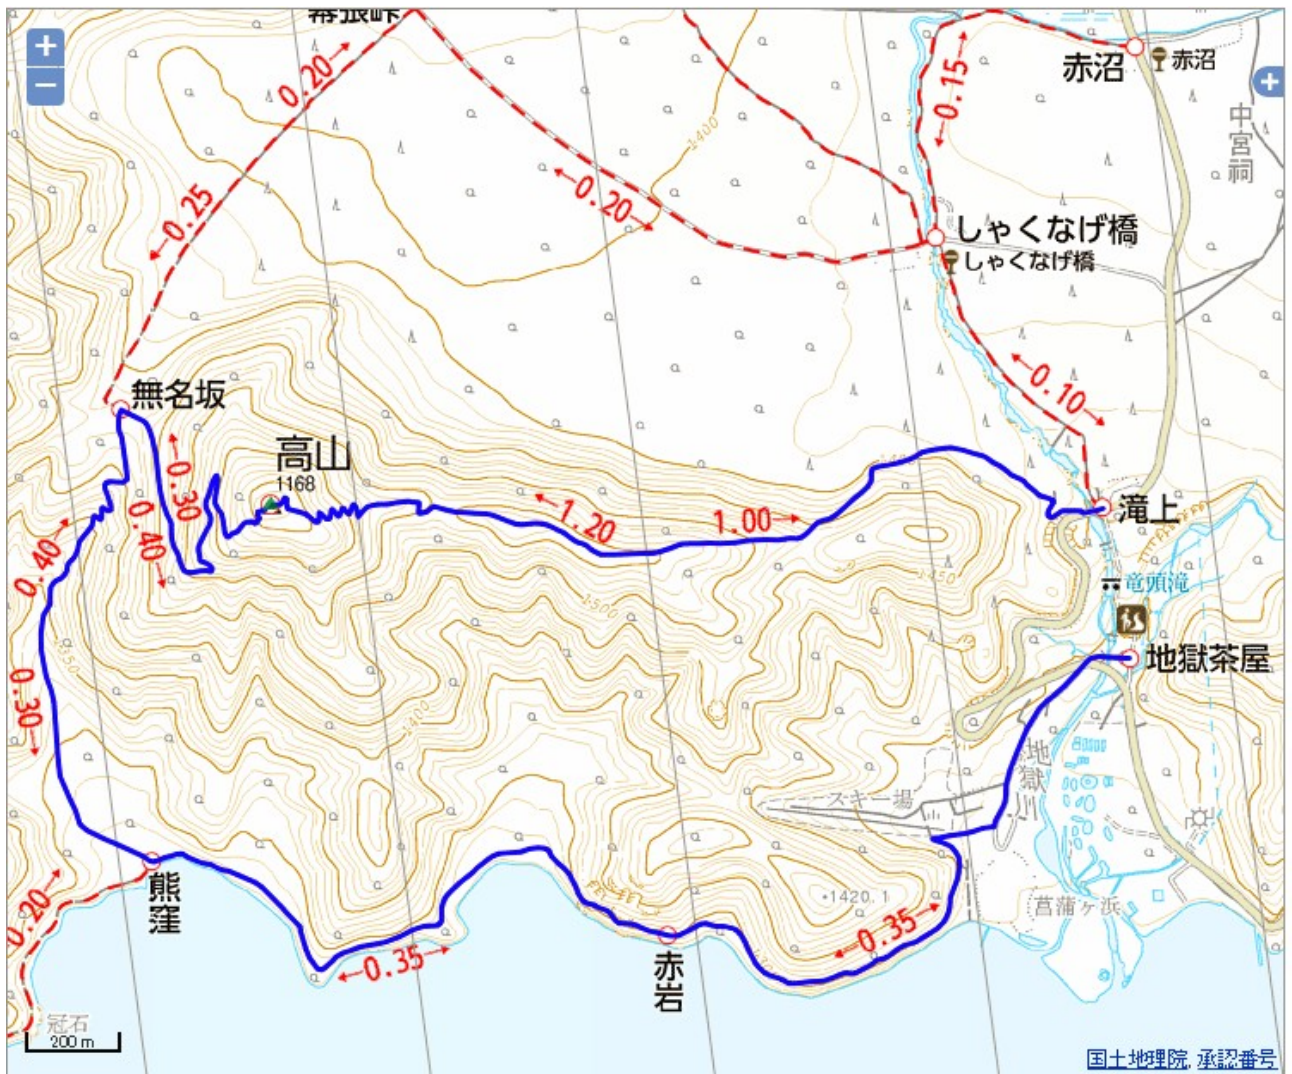 幕張峠
+
−
0.20→
←0.15→
赤沼
赤沼
+
中宮祠
1400
←0.25
←0.20→
しゃくなげ橋
しゃくなげ橋
←0.10→
無名坂
高山
1168
←0.30
0.40→
←1.20
1.00→
滝上
0.40→
竜頭滝
1500
1450
地獄茶屋
0.30→
1400
地獄川
スキー場
・1420.1
菖蒲ヶ浜
熊窪
0.20→
←0.35→
赤岩
←0.35→
冠石
200 m
国土地理院, 承認番号